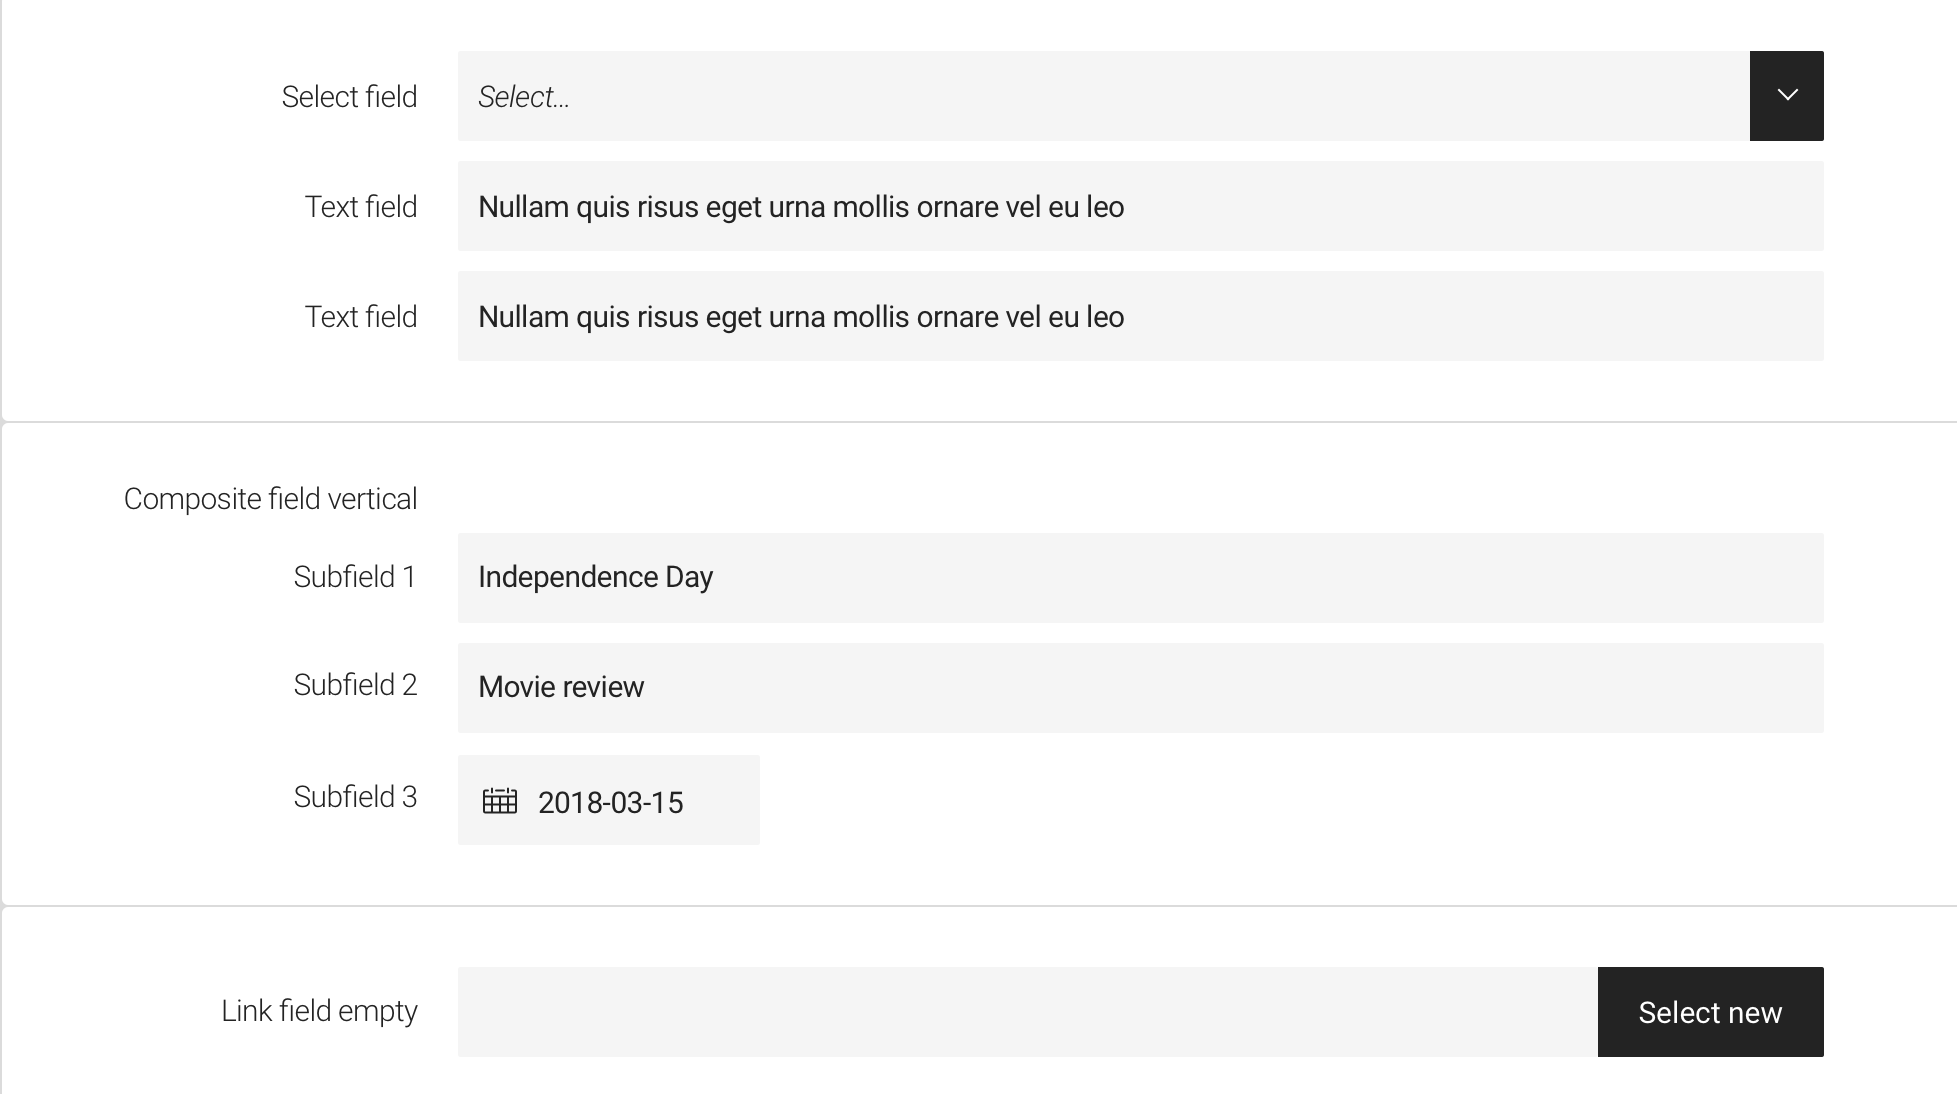 Select field
Select...
Text field
Nullam quis risus eget urna mollis ornare vel eu leo
Text field
Nullam quis risus eget urna mollis ornare vel eu leo
Composite field vertical
Subfield 1
Independence Day
Subfield 2
Movie review
Subfield 3
2018-03-15
Link field empty
Select new